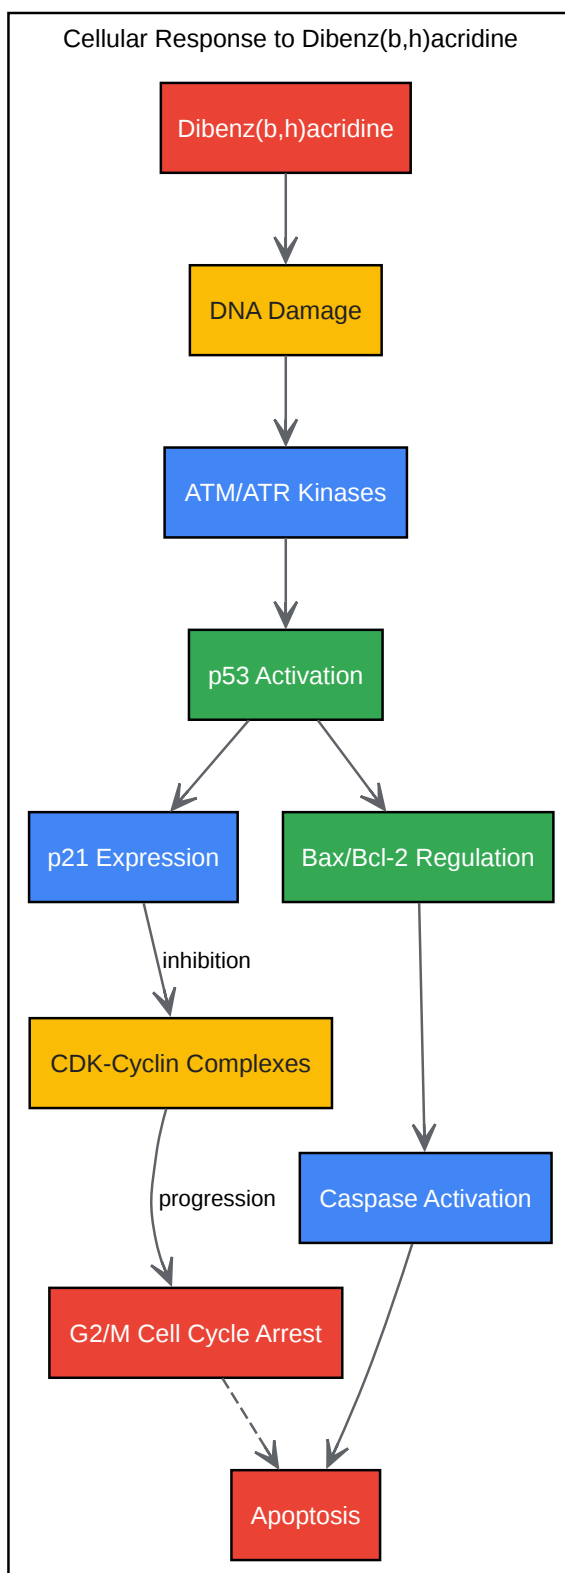 Cellular Response to Dibenz(b,h)acridine
Dibenz(b,h)acridine
DNA Damage
ATM/ATR Kinases
p53 Activation
p21 Expression
Bax/Bcl-2 Regulation
inhibition
CDK-Cyclin Complexes
progression
Caspase Activation
G2/M Cell Cycle Arrest
Apoptosis